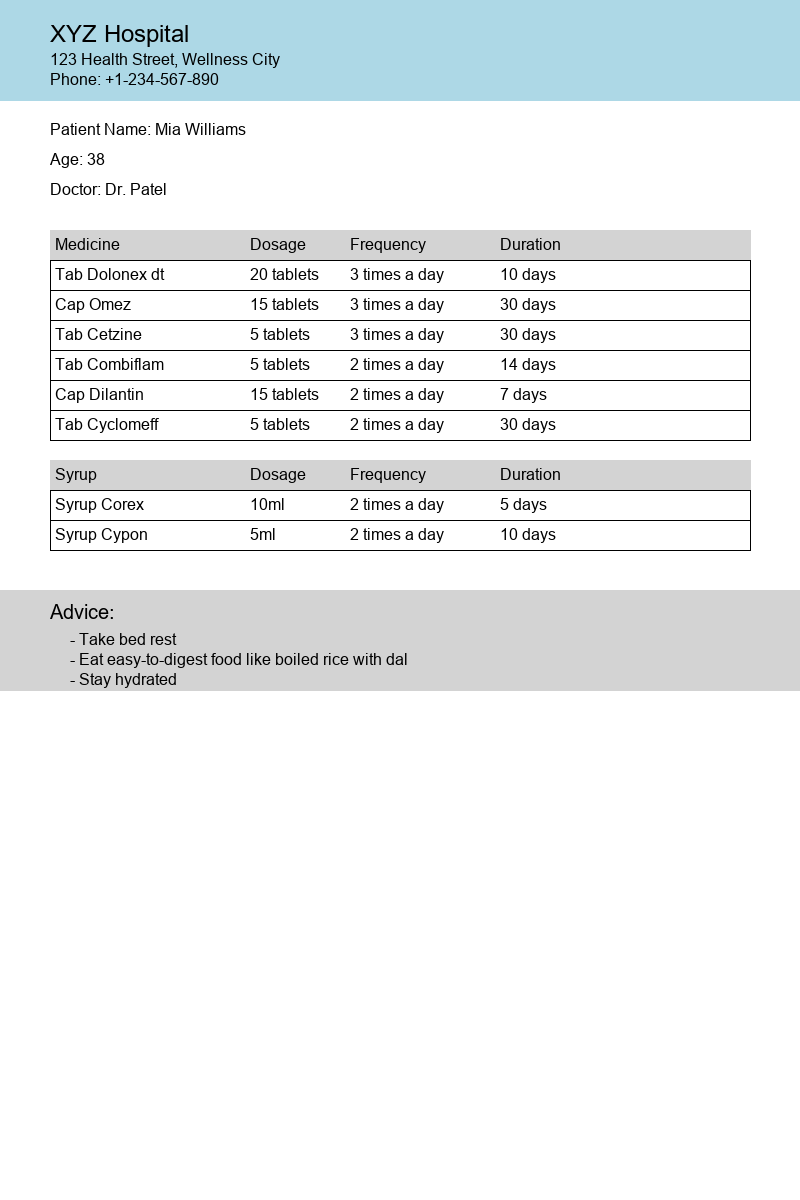 XYZ Hospital
123 Health Street, Wellness City
Phone: +1-234-567-890
Patient Name: Mia Williams
Age: 38
Doctor: Dr. Patel
Medicine Dosage Frequency Duration
Tab Dolonex dt 20 tablets 3 times a day 10 days
Cap Omez 15 tablets 3 times a day 30 days
Tab Cetzine 5 tablets 3 times a day 30 days
Tab Combiflam 5 tablets 2 times a day 14 days
Cap Dilantin 15 tablets 2 times a day 7 days
Tab Cyclomeff 5 tablets 2 times a day 30 days
Syrup Dosage Frequency Duration
Syrup Corex 10ml 2 times a day 5 days
Syrup Cypon 5ml 2 times a day 10 days
Advice:
- Take bed rest
- Eat easy-to-digest food like boiled rice with dal
- Stay hydrated